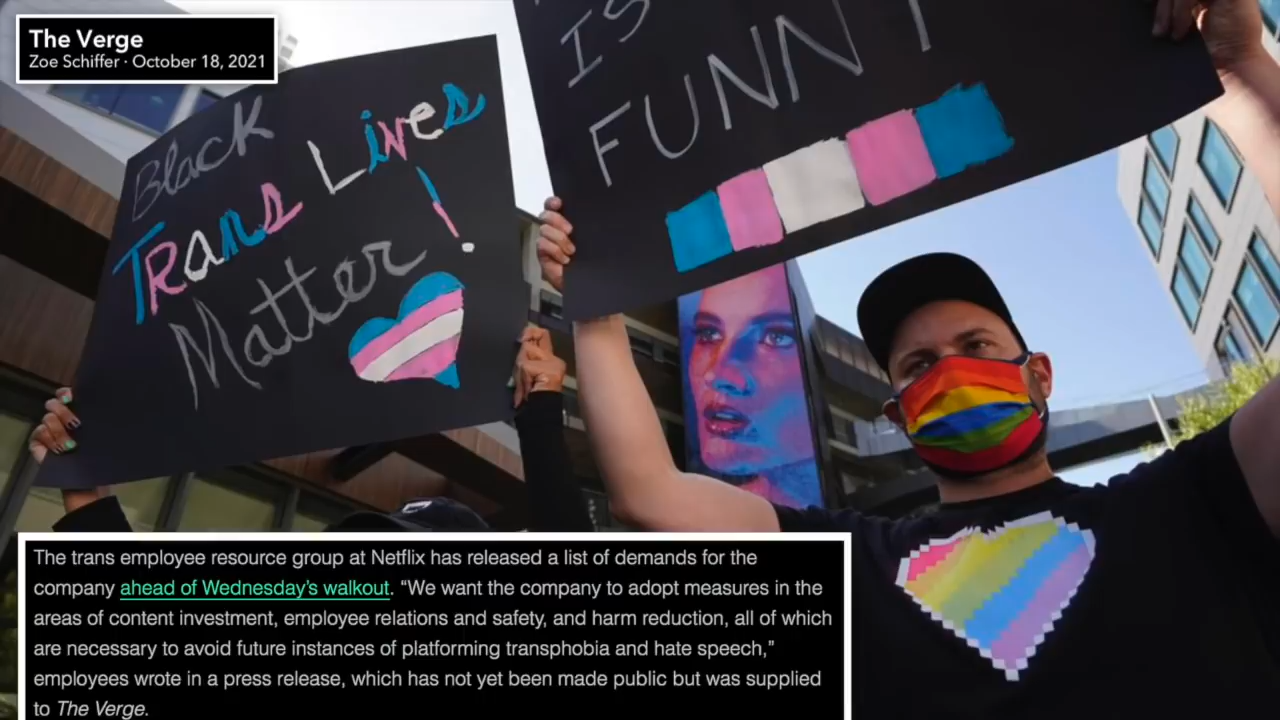 The Verge
Zoe Schiffer · October 18, 2021
Black
Trans Lives
Matter !
IS
FUNNY
The trans employee resource group at Netflix has released a list of demands for the
company ahead of Wednesday's walkout. “We want the company to adopt measures in the
areas of content investment, employee relations and safety, and harm reduction, all of which
are necessary to avoid future instances of platforming transphobia and hate speech,”
employees wrote in a press release, which has not yet been made public but was supplied
to The Verge.